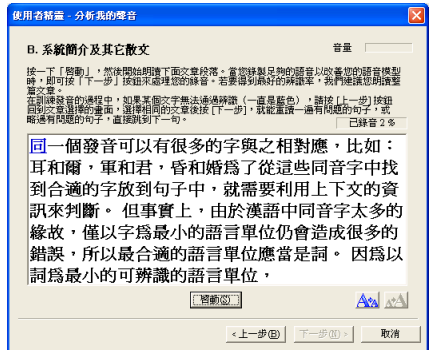 使用者精靈 - 分析我的聲音
B. 系統簡介及其它散文
音量
按一下「啓動」，然後開始朗讀下面文章段落。當您錄製足夠的語音以改善您的語音模型
時，即可按「下一步」按鈕來處理您的錄音。若要得到最好的辨識率，我們建議您朗讀整
篇文章。
在訓練發音的過程中，如果某個文字無法通過辨識（一直是藍色），請按 [上一步] 按鈕
回到文章選擇的畫面，選擇相同的文章後按 [下一步]，就能重讀一遍有問題的句子，或
略過有問題的句子，直接跳到下一句。
已錄音 2 %
同一個發音可以有很多的字與之相對應，比如：
耳和爾，軍和君，昏和婚爲了從這些同音字中找
到合適的字放到句子中，就需要利用上下文的資
訊來判斷。 但事實上，由於漢語中同音字太多的
緣故，僅以字爲最小的語言單位仍會造成很多的
錯誤，所以最合適的語言單位應當是詞。 因爲以
詞爲最小的可辨識的語言單位，
啓動(S)
AA
AA
<上一步(B)
下一步(N)>
取消